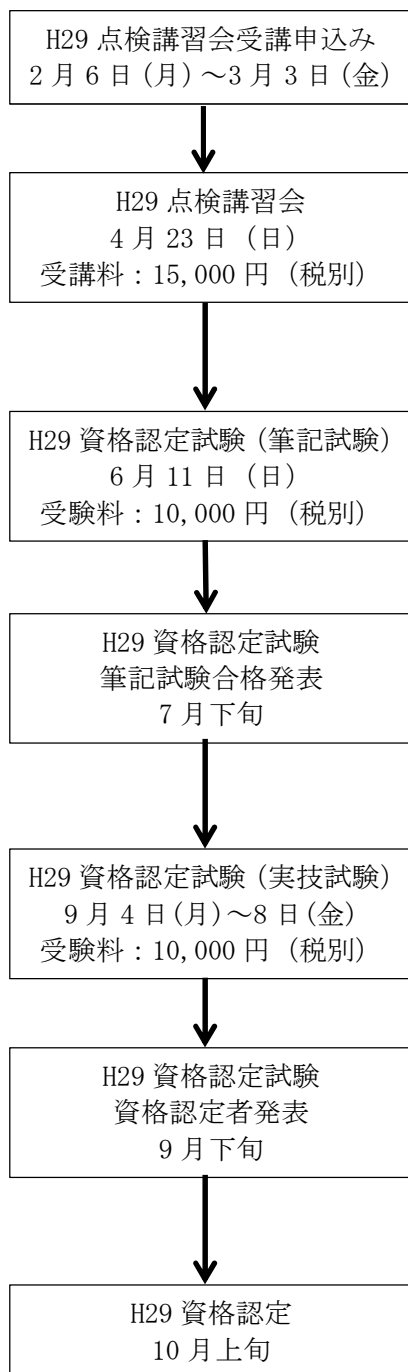 H29 点検講習会受講申込み
2 月 6 日(月)～3 月 3 日(金)
H29 点検講習会
4 月 23 日 (日)
受講料：15,000 円 (税別)
H29 資格認定試験(筆記試験)
6 月 11 日 (日)
受験料：10,000 円 (税別)
H29 資格認定試験
筆記試験合格発表
7 月下旬
H29 資格認定試験(実技試験)
9 月 4 日(月)～8 日(金)
受験料：10,000 円 (税別)
H29 資格認定試験
資格認定者発表
9 月下旬
H29 資格認定
10 月上旬